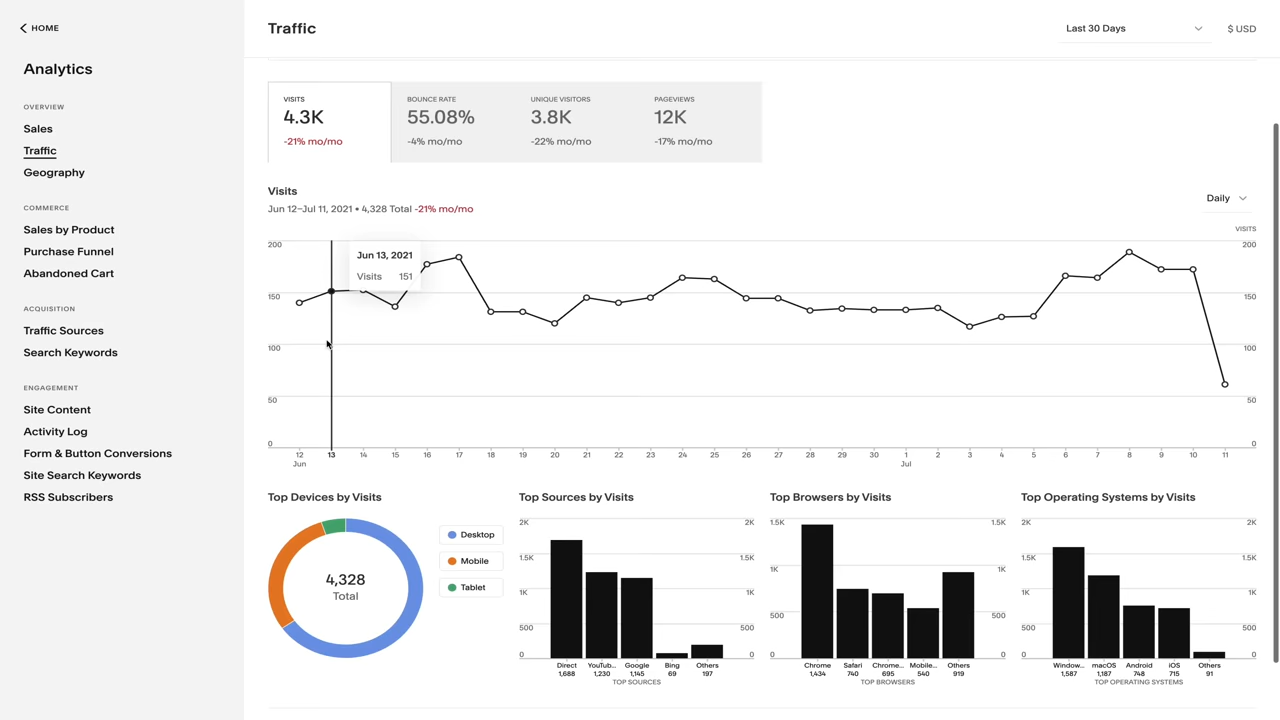 HOME
Analytics
OVERVIEW
Sales
Traffic
Geography
COMMERCE
Sales by Product
Purchase Funnel
Abandoned Cart
ACQUISITION
Traffic Sources
Search Keywords
ENGAGEMENT
Site Content
Activity Log
Form & Button Conversions
Site Search Keywords
RSS Subscribers
Traffic
Last 30 Days
$ USD
VISITS
4.3K
-21% mo/mo
BOUNCE RATE
55.08%
-4% mo/mo
UNIQUE VISITORS
3.8K
-22% mo/mo
PAGEVIEWS
12K
-17% mo/mo
Visits
Jun 12–Jul 11, 2021 • 4,328 Total -21% mo/mo
Daily
VISITS
200 200
Jun 13, 2021
Visits 151
150 150
100 100
50 50
0 0
12 13 14 15 16 17 18 19 20 21 22 23 24 25 26 27 28 29 30 1 2 3 4 5 6 7 8 9 10 11
Jun Jul
Top Devices by Visits
4,328
Total
Desktop
Mobile
Tablet
Top Sources by Visits
2K 2K
1.5K 1.5K
1K 1K
500 500
0 0
Direct YouTub... Google Bing Others
1,688 1,230 1,145 69 197
TOP SOURCES
Top Browsers by Visits
1.5K 1.5K
1K 1K
500 500
0 0
Chrome Safari Chrome... Mobile... Others
1,434 740 695 540 919
TOP BROWSERS
Top Operating Systems by Visits
2K 2K
1.5K 1.5K
1K 1K
500 500
0 0
Window... macOS Android iOS Others
1,587 1,187 748 715 91
TOP OPERATING SYSTEMS